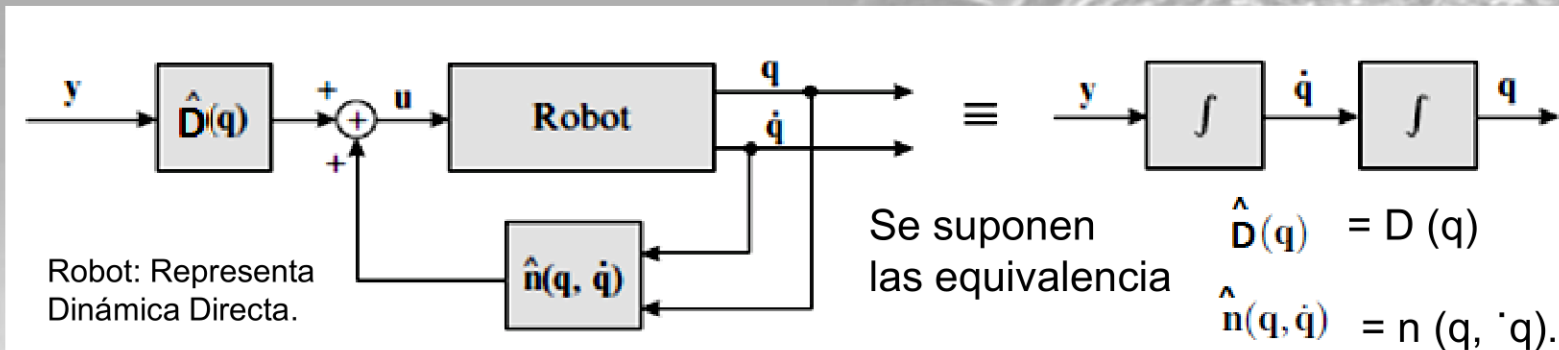 y
D̂(q)
+
+
+
u
Robot
q
q̇
n̂(q, q̇)
≡
y
∫
q̇
∫
q
Robot: Representa
Dinámica Directa.
Se suponen
las equivalencia
D̂(q) = D (q)
n̂(q, q̇) = n (q, ˙q).